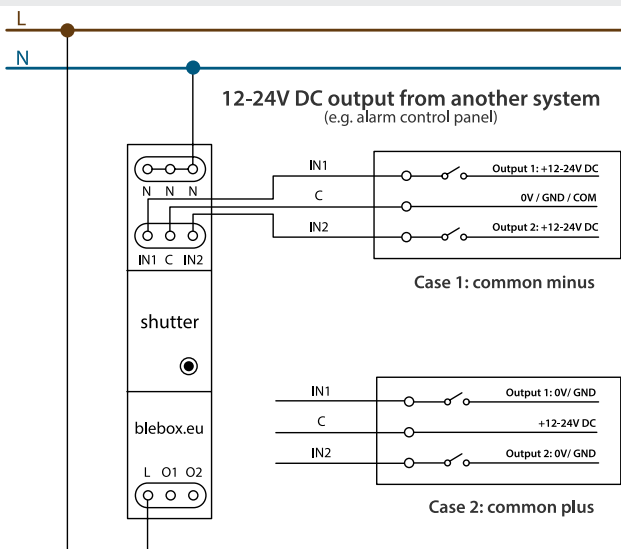 L
N
12-24V DC output from another system
(e.g. alarm control panel)
N N N
IN1 C IN2
shutter
blebox.eu
L O1 O2
IN1
Output 1: +12-24V DC
C
0V / GND / COM
IN2
Output 2: +12-24V DC
Case 1: common minus
IN1
Output 1: 0V/ GND
C
+12-24V DC
IN2
Output 2: 0V/ GND
Case 2: common plus